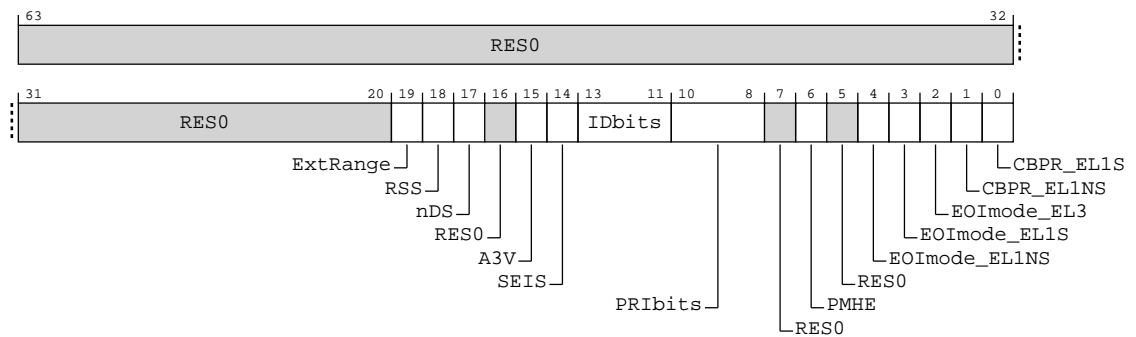 63 32
RES0
31 20 19 18 17 16 15 14 13 11 10 8 7 6 5 4 3 2 1 0
RES0 IDbits
ExtRange CBPR_EL1S
RSS CBPR_EL1NS
nDS EOImode_EL3
RES0 EOImode_EL1S
A3V EOImode_EL1NS
SEIS RES0
PRIbits PMHE
RES0